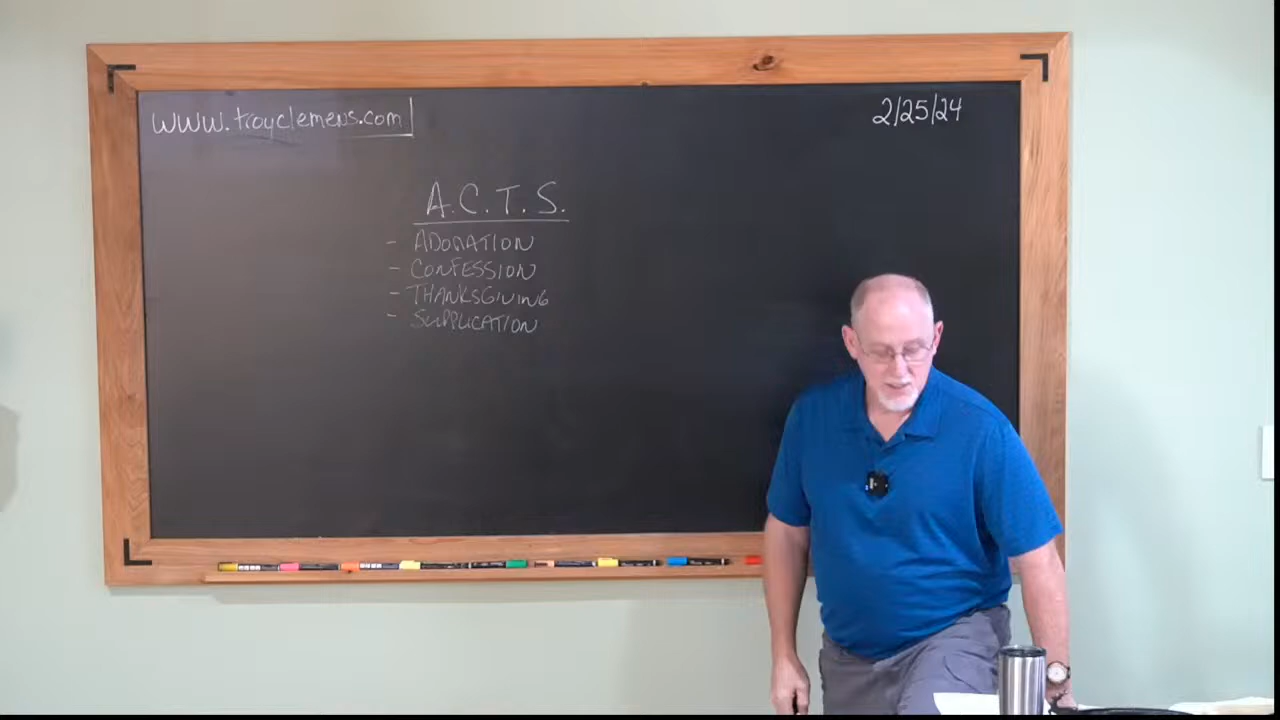 www.troyclemens.com
2/25/24
A.C.T.S.
- ADORATION
- CONFESSION
- THANKSGIVING
- SUPPLICATION